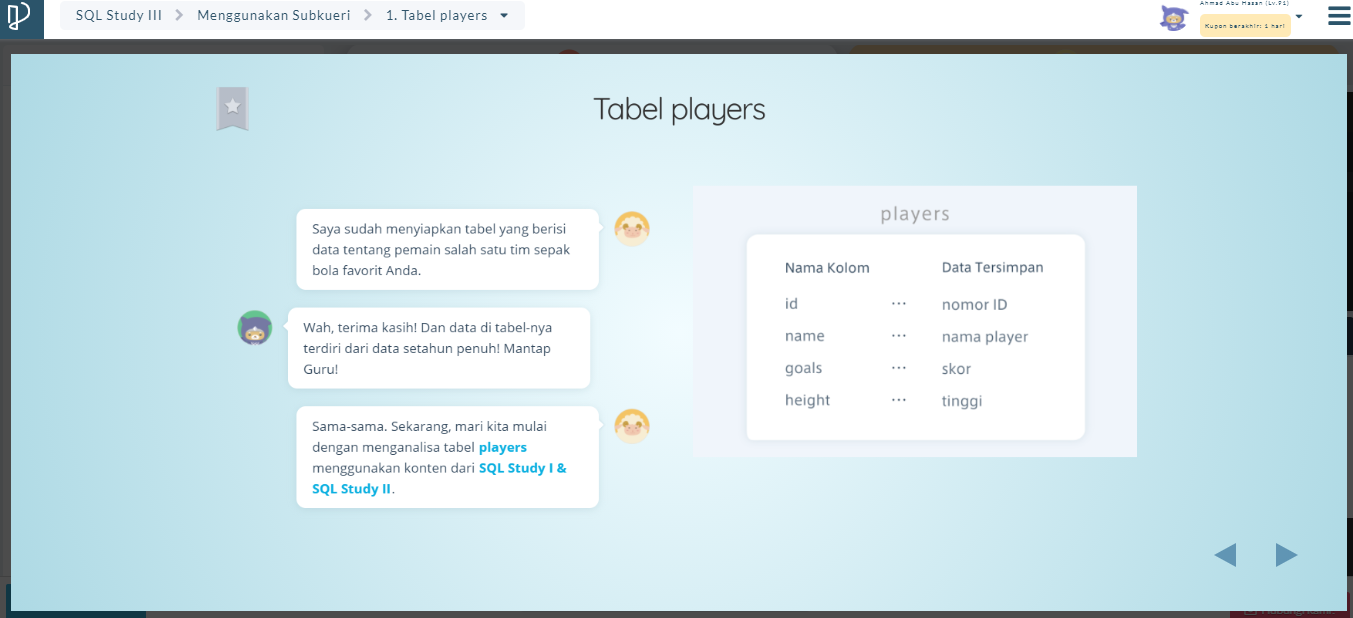 SQL Study III > Menggunakan Subkueri > 1. Tabel players
Ahmad Abu Hasan (Lv.91)
Kupon berakhir: 1 hari
Tabel players
Saya sudah menyiapkan tabel yang berisi
data tentang pemain salah satu tim sepak
bola favorit Anda.
Wah, terima kasih! Dan data di tabel-nya
terdiri dari data setahun penuh! Mantap
Guru!
Sama-sama. Sekarang, mari kita mulai
dengan menganalisa tabel players
menggunakan konten dari SQL Study I &
SQL Study II.
players
Nama Kolom Data Tersimpan
id ... nomor ID
name ... nama player
goals ... skor
height ... tinggi